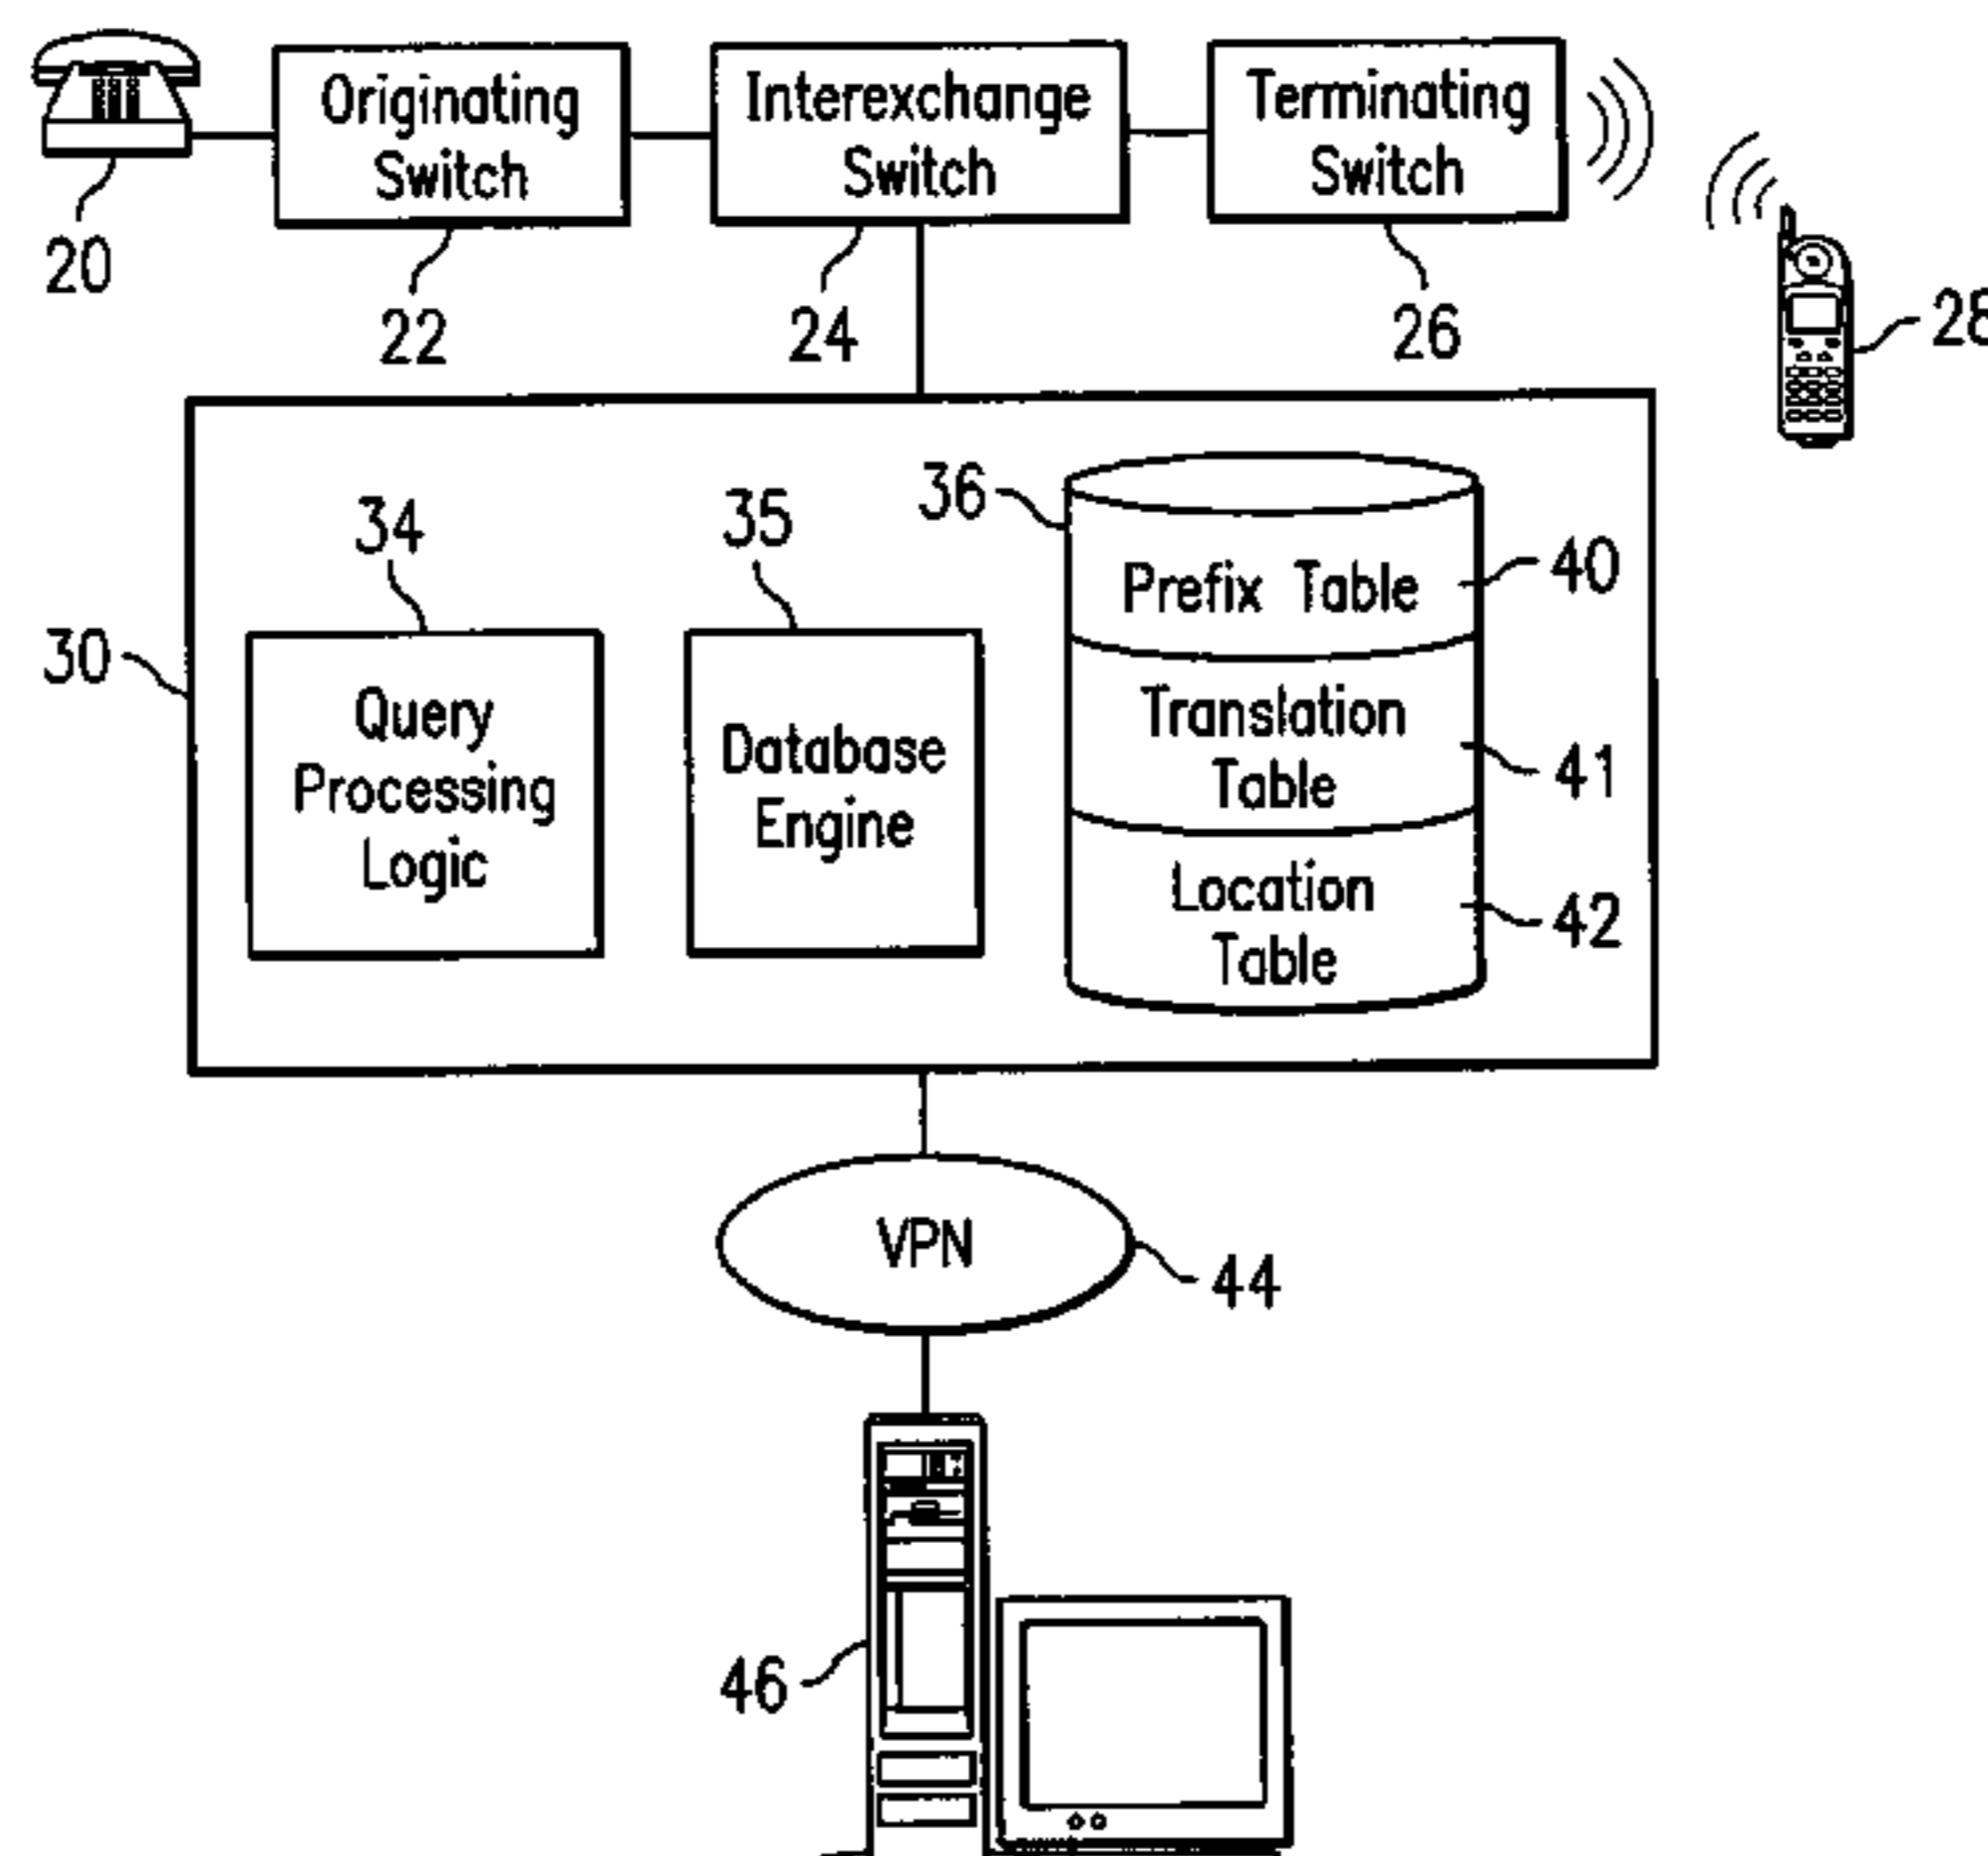 Originating
Switch
Interexchange
Switch
Terminating
Switch
20
22
24
26
28
30
34
35
36
Query
Processing
Logic
Database
Engine
Prefix Table
40
Translation
Table
41
Location
Table
42
VPN
44
46